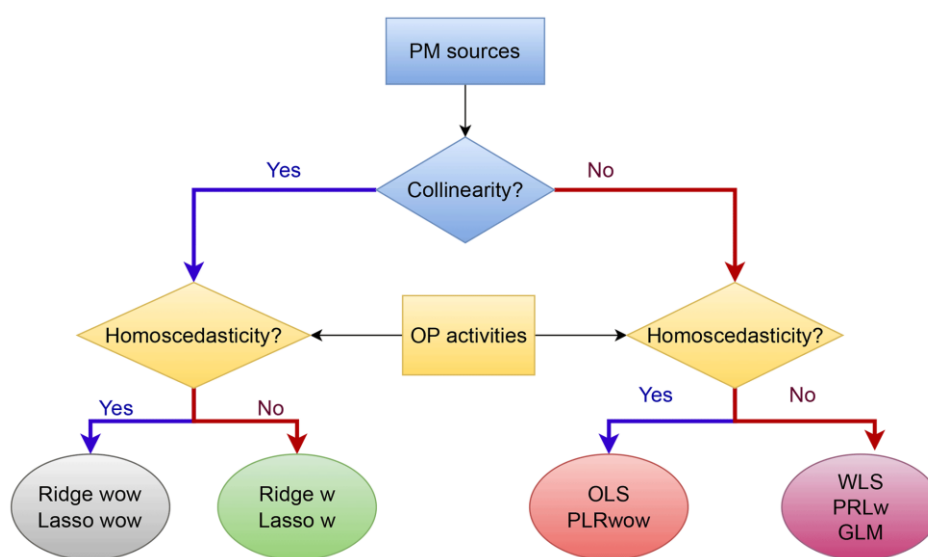 PM sources
Yes
No
Collinearity?
Homoscedasticity?
OP activities
Homoscedasticity?
Yes
No
Yes
No
Ridge wow
Lasso wow
Ridge w
Lasso w
OLS
PLRwow
WLS
PRLw
GLM